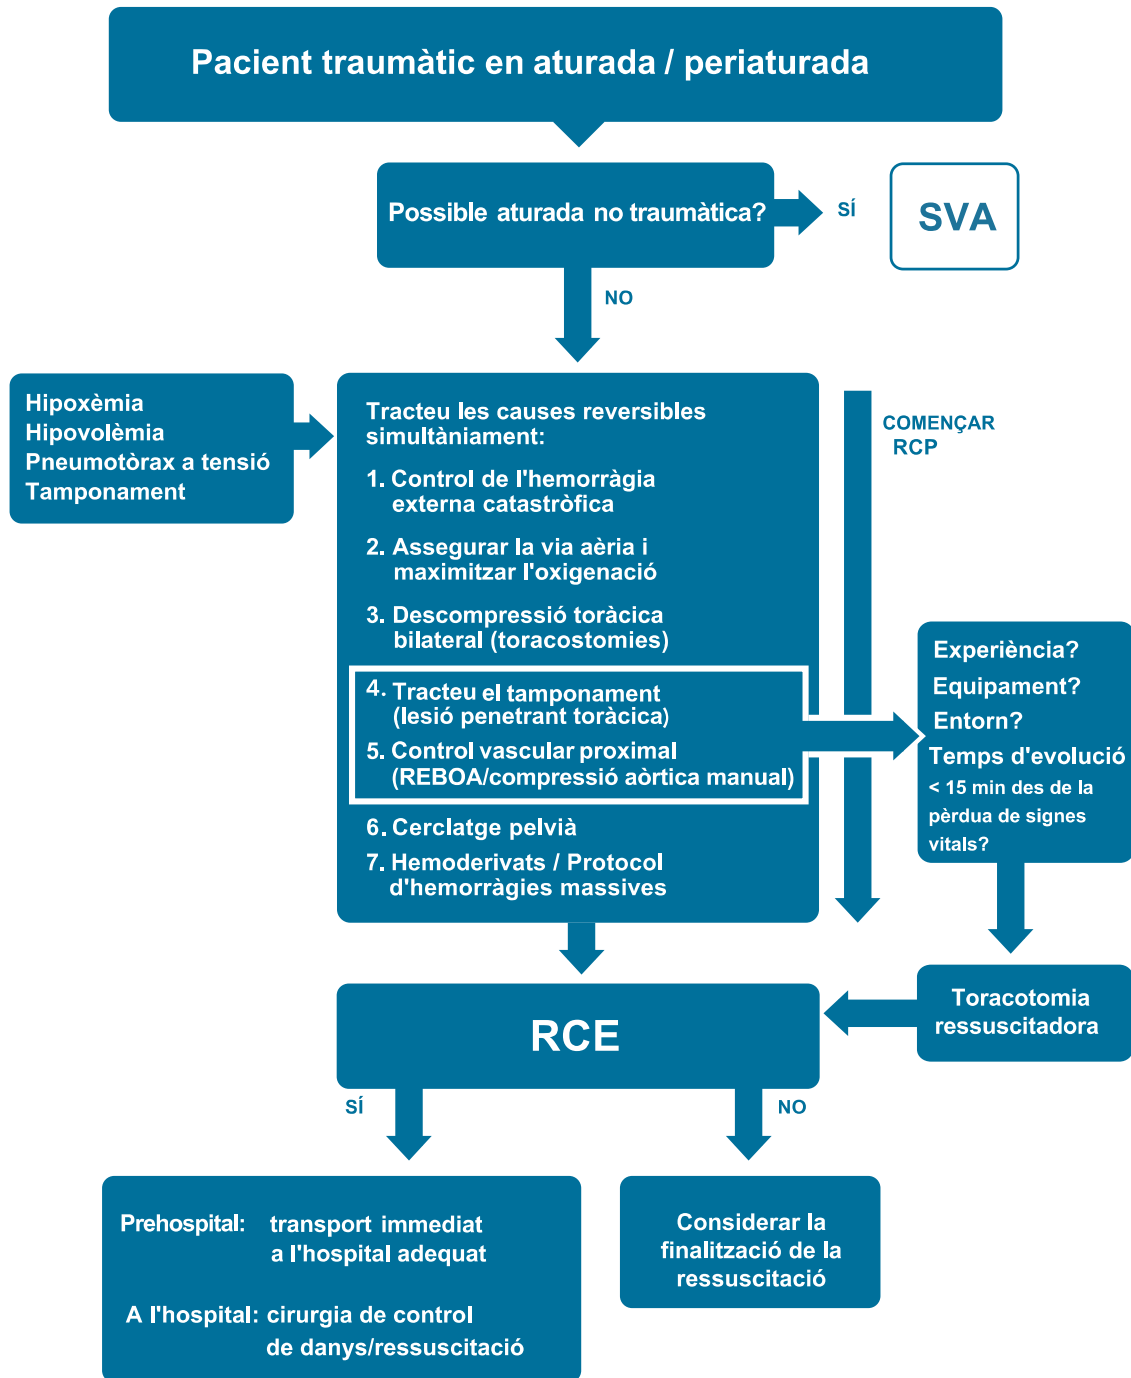 Pacient traumàtic en aturada / periaturada
Possible aturada no traumàtica?
SÍ
SVA
NO
Hipoxèmia
Hipovolèmia
Pneumotòrax a tensió
Tamponament
Tracteu les causes reversibles
simultàniament:
1. Control de l'hemorràgia
externa catastròfica
2. Assegurar la via aèria i
maximitzar l'oxigenació
3. Descompressió toràcica
bilateral (toracostomies)
4. Tracteu el tamponament
(lesió penetrant toràcica)
5. Control vascular proximal
(REBOA/compressió aòrtica manual)
6. Cerclatge pelvià
7. Hemoderivats / Protocol
d'hemorràgies massives
COMENÇAR
RCP
Experiència?
Equipament?
Entorn?
Temps d'evolució
< 15 min des de la
pèrdua de signes
vitals?
Toracotomia
ressuscitadora
RCE
SÍ
NO
Prehospital: transport immediat
a l'hospital adequat
A l'hospital: cirurgia de control
de danys/ressuscitació
Considerar la
finalització de la
ressuscitació